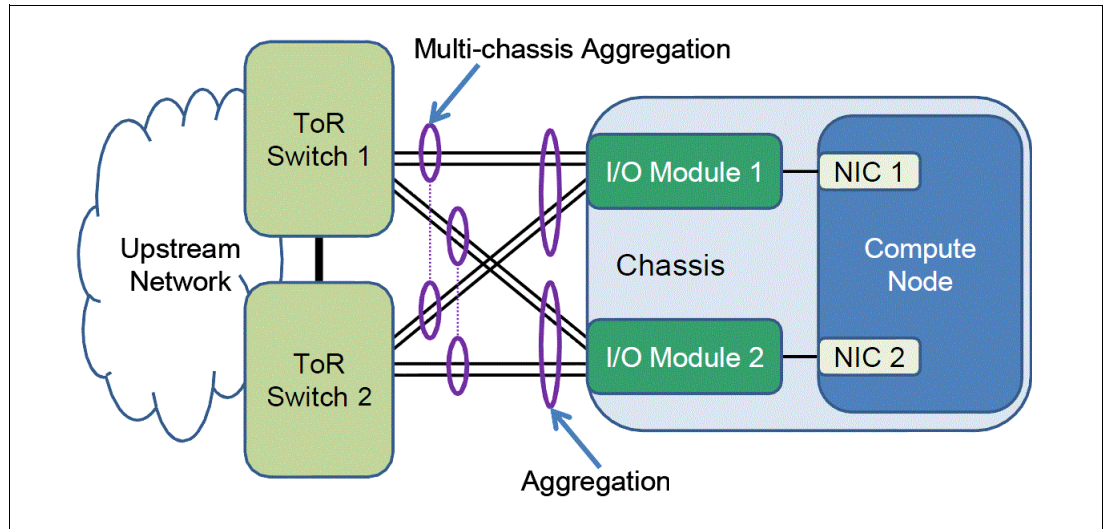 Multi-chassis Aggregation
ToR
Switch 1
I/O Module 1
NIC 1
Upstream
Network
Chassis
Compute
Node
ToR
Switch 2
I/O Module 2
NIC 2
Aggregation